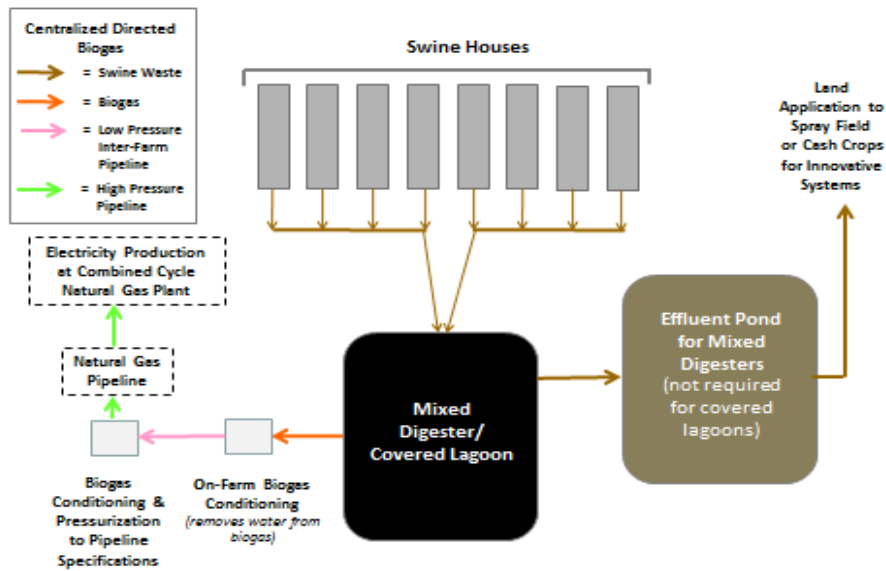 Centralized Directed
Biogas
= Swine Waste
= Biogas
= Low Pressure
Inter-Farm
Pipeline
= High Pressure
Pipeline
Swine Houses
Land
Application to
Spray Field
or Cash Crops
for Innovative
Systems
Electricity Production
at Combined Cycle
Natural Gas Plant
Natural Gas
Pipeline
Mixed
Digester/
Covered Lagoon
Effluent Pond
for Mixed
Digesters
(not required
for covered
lagoons)
Biogas
Conditioning &
Pressurization
to Pipeline
Specifications
On-Farm Biogas
Conditioning
(removes water from
biogas)